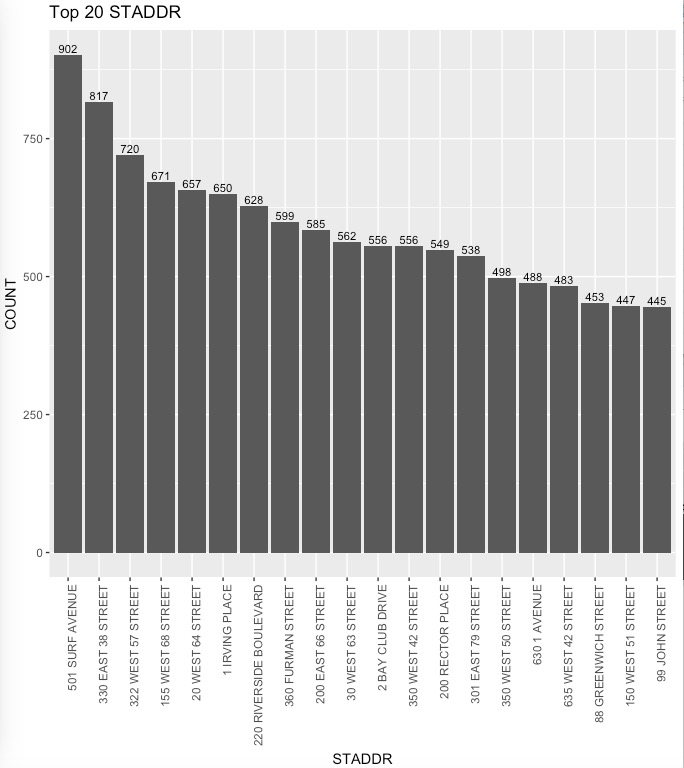 Top 20 STADDR
902
817
720
671
657
650
628
599
585
562
556
556
549
538
498
488
483
453
447
445
COUNT
750
500
250
0
501 SURF AVENUE
330 EAST 38 STREET
322 WEST 57 STREET
155 WEST 68 STREET
20 WEST 64 STREET
1 IRVING PLACE
220 RIVERSIDE BOULEVARD
360 FURMAN STREET
200 EAST 66 STREET
30 WEST 63 STREET
2 BAY CLUB DRIVE
350 WEST 42 STREET
200 RECTOR PLACE
301 EAST 79 STREET
350 WEST 50 STREET
630 1 AVENUE
635 WEST 42 STREET
88 GREENWICH STREET
150 WEST 51 STREET
99 JOHN STREET
STADDR